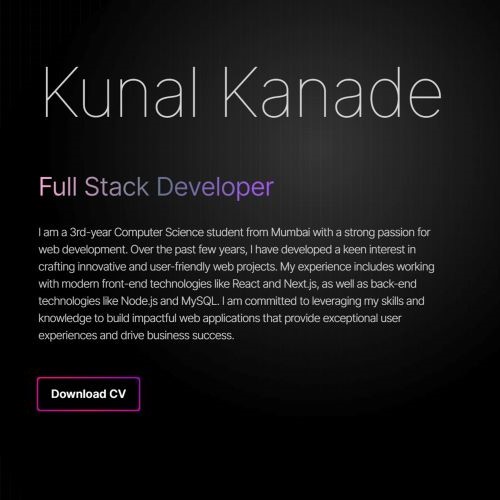 Kunal Kanade
Full Stack Developer
I am a 3rd-year Computer Science student from Mumbai with a strong passion for
web development. Over the past few years, I have developed a keen interest in
crafting innovative and user-friendly web projects. My experience includes working
with modern front-end technologies like React and Next.js, as well as back-end
technologies like Node.js and MySQL. I am committed to leveraging my skills and
knowledge to build impactful web applications that provide exceptional user
experiences and drive business success.
Download CV